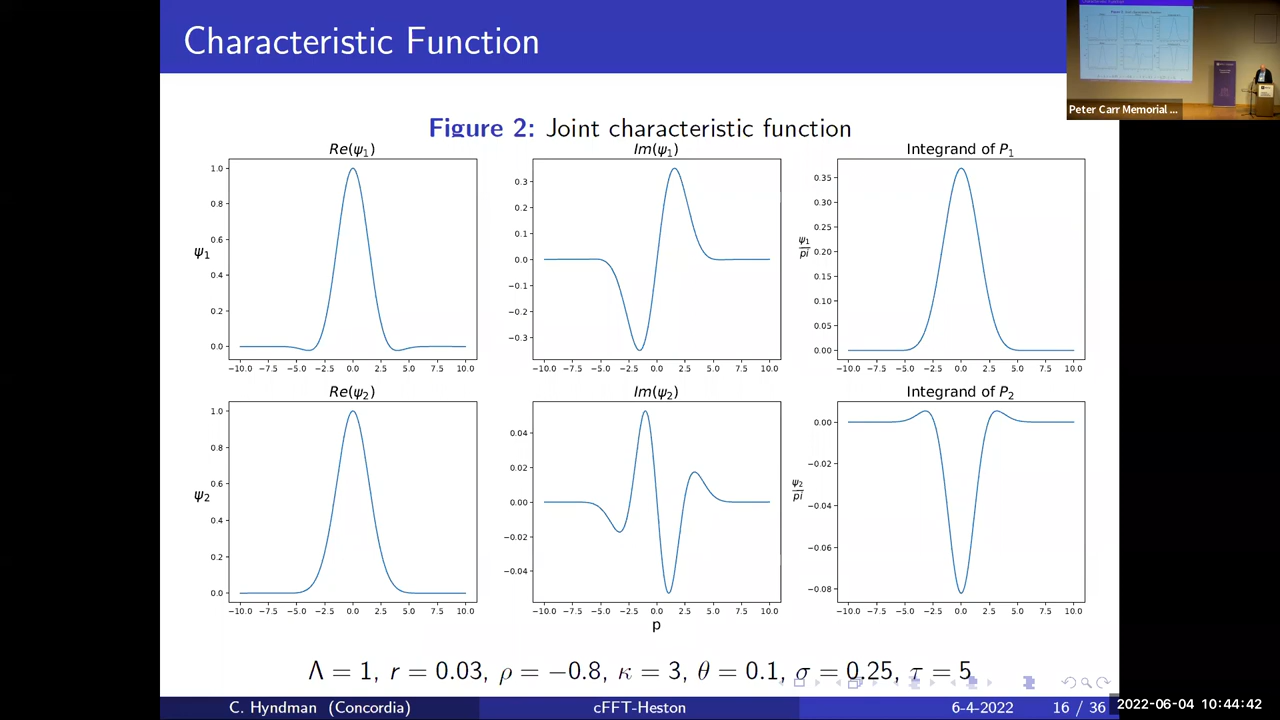 Characteristic Function
Peter Carr Memorial ...
Figure 2: Joint characteristic function
Re(ψ₁)
1.0
0.8
0.6
0.4
0.2
0.0
ψ₁
−10.0 −7.5 −5.0 −2.5 0.0 2.5 5.0 7.5 10.0
Im(ψ₁)
0.3
0.2
0.1
0.0
−0.1
−0.2
−0.3
−10.0 −7.5 −5.0 −2.5 0.0 2.5 5.0 7.5 10.0
Integrand of P₁
0.35
0.30
0.25
0.20
0.15
0.10
0.05
0.00
ψ₁
pi
−10.0 −7.5 −5.0 −2.5 0.0 2.5 5.0 7.5 10.0
Re(ψ₂)
1.0
0.8
0.6
0.4
0.2
0.0
ψ₂
−10.0 −7.5 −5.0 −2.5 0.0 2.5 5.0 7.5 10.0
Im(ψ₂)
0.04
0.02
0.00
−0.02
−0.04
−10.0 −7.5 −5.0 −2.5 0.0 2.5 5.0 7.5 10.0
p
Integrand of P₂
0.00
−0.02
−0.04
−0.06
−0.08
ψ₂
pi
−10.0 −7.5 −5.0 −2.5 0.0 2.5 5.0 7.5 10.0
Λ = 1, r = 0.03, ρ = −0.8, κ = 3, θ = 0.1, σ = 0.25, τ = 5
C. Hyndman (Concordia) cFFT-Heston 6-4-2022 16 / 36
2022-06-04 10:44:42